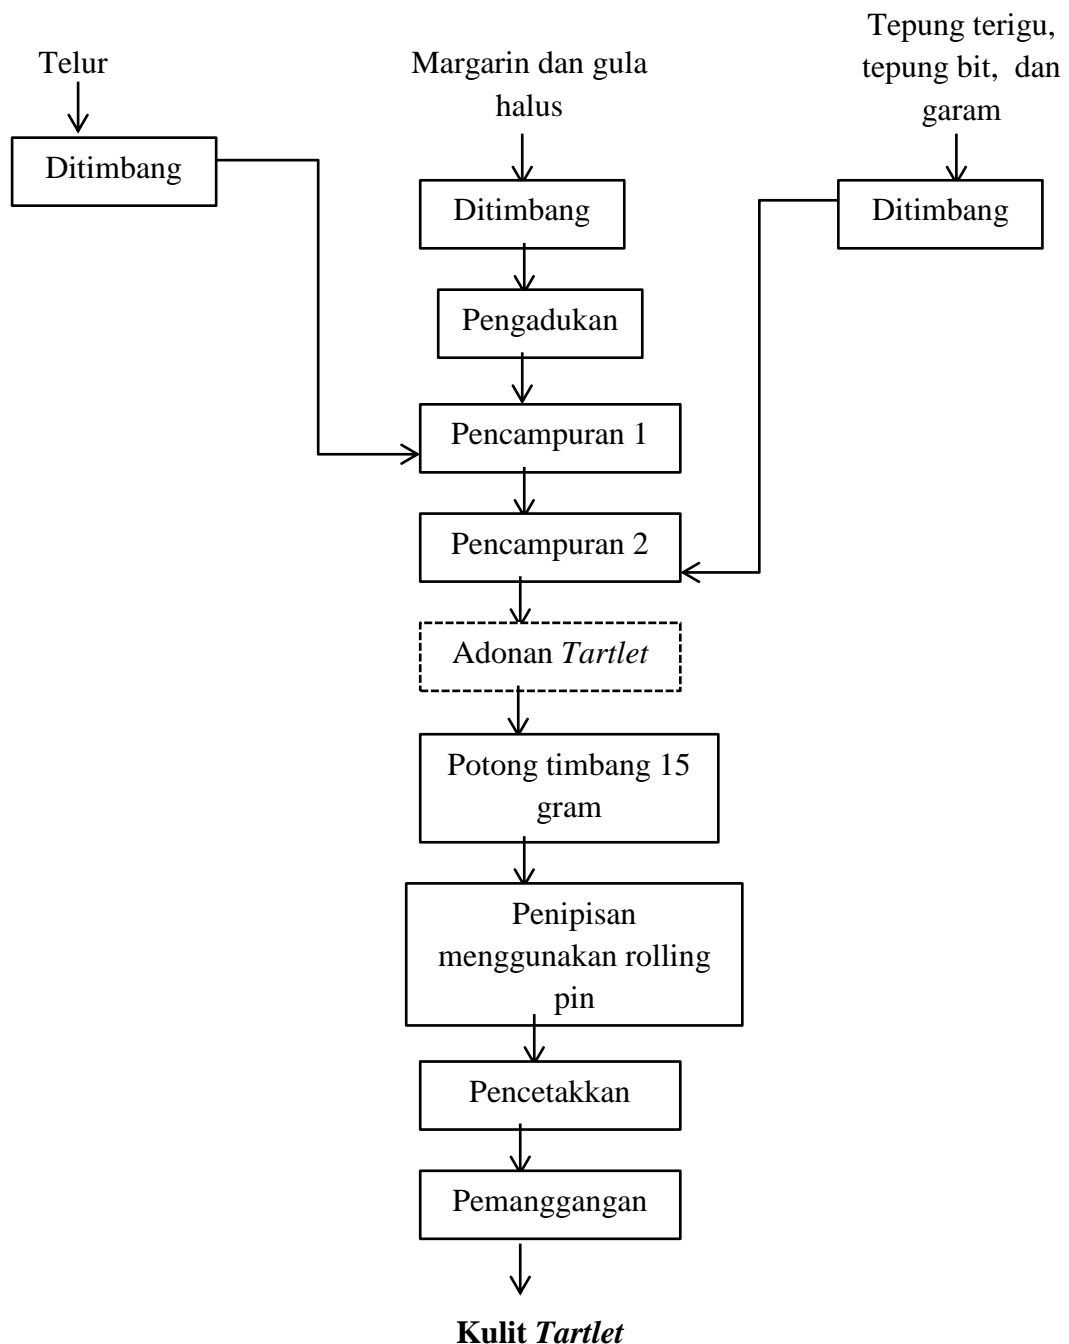 Telur
Ditimbang
Margarin dan gula
halus
Ditimbang
Tepung terigu,
tepung bit, dan
garam
Ditimbang
Pengadukan
Pencampuran 1
Pencampuran 2
Adonan Tartlet
Potong timbang 15
gram
Penipisan
menggunakan rolling
pin
Pencetakkan
Pemanggangan
Kulit Tartlet